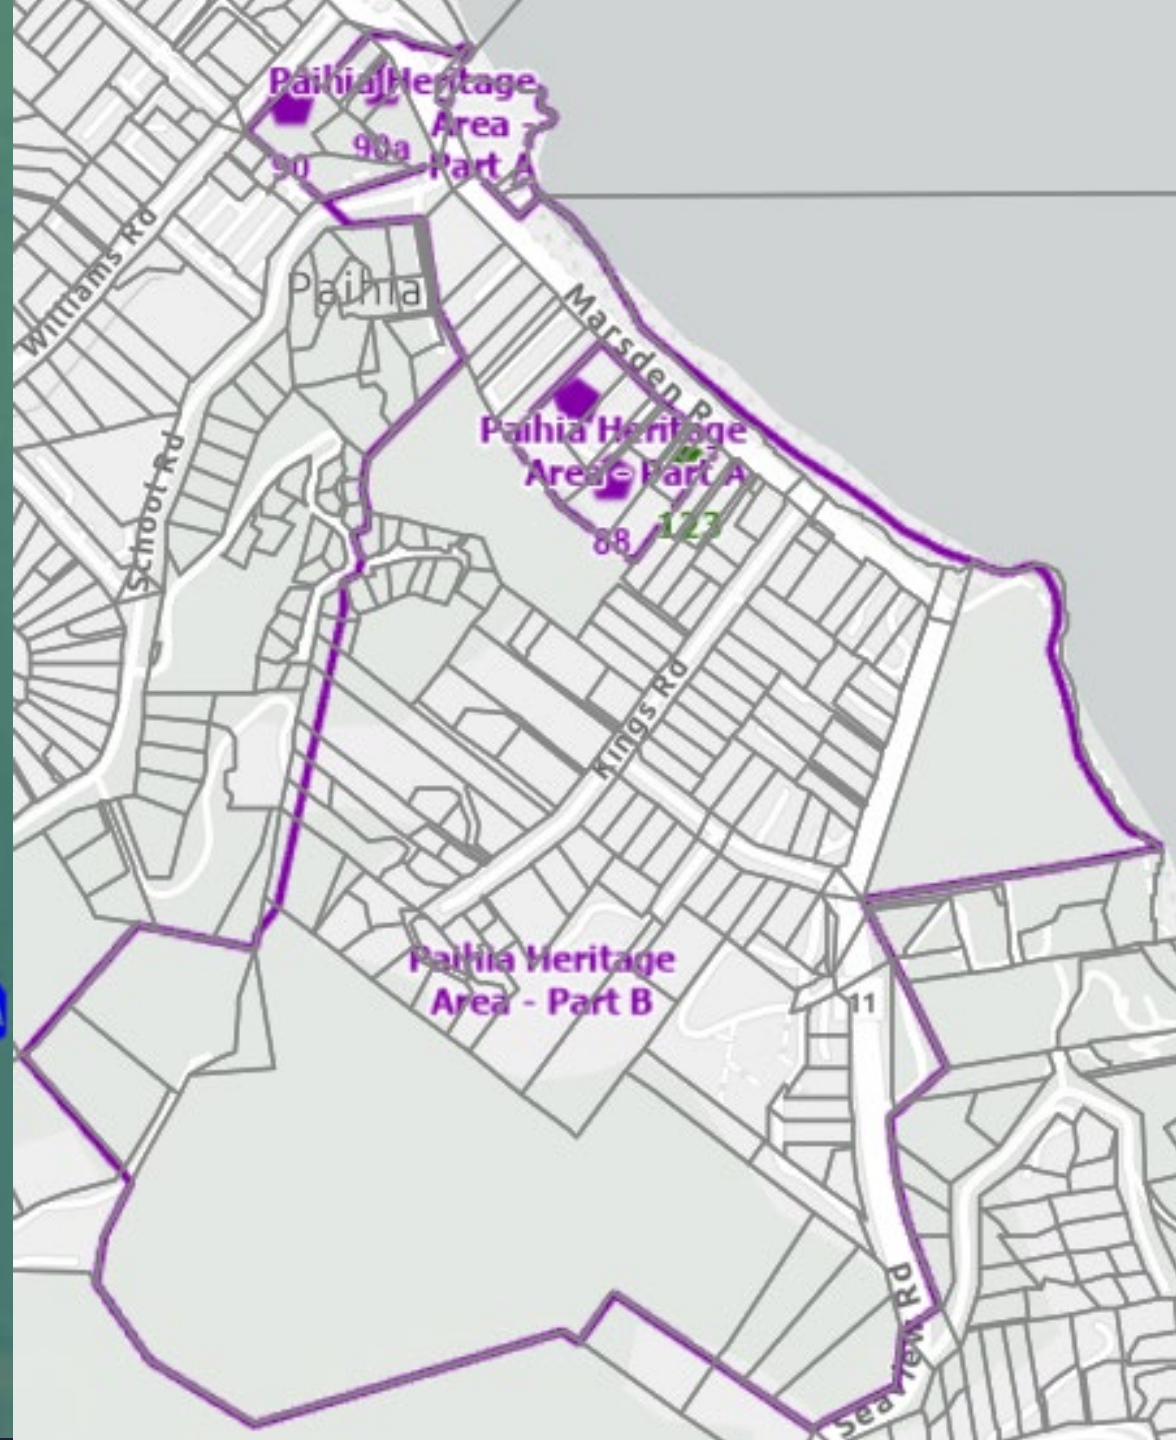 Paihia Heritage
Area -
Part A
90a
90
Williams Rd
Paihia
Marsden Rd
Paihia Heritage
Area - Part A
123
88
School Rd
Kings Rd
Paihia Heritage
Area - Part B
11
Seaview Rd